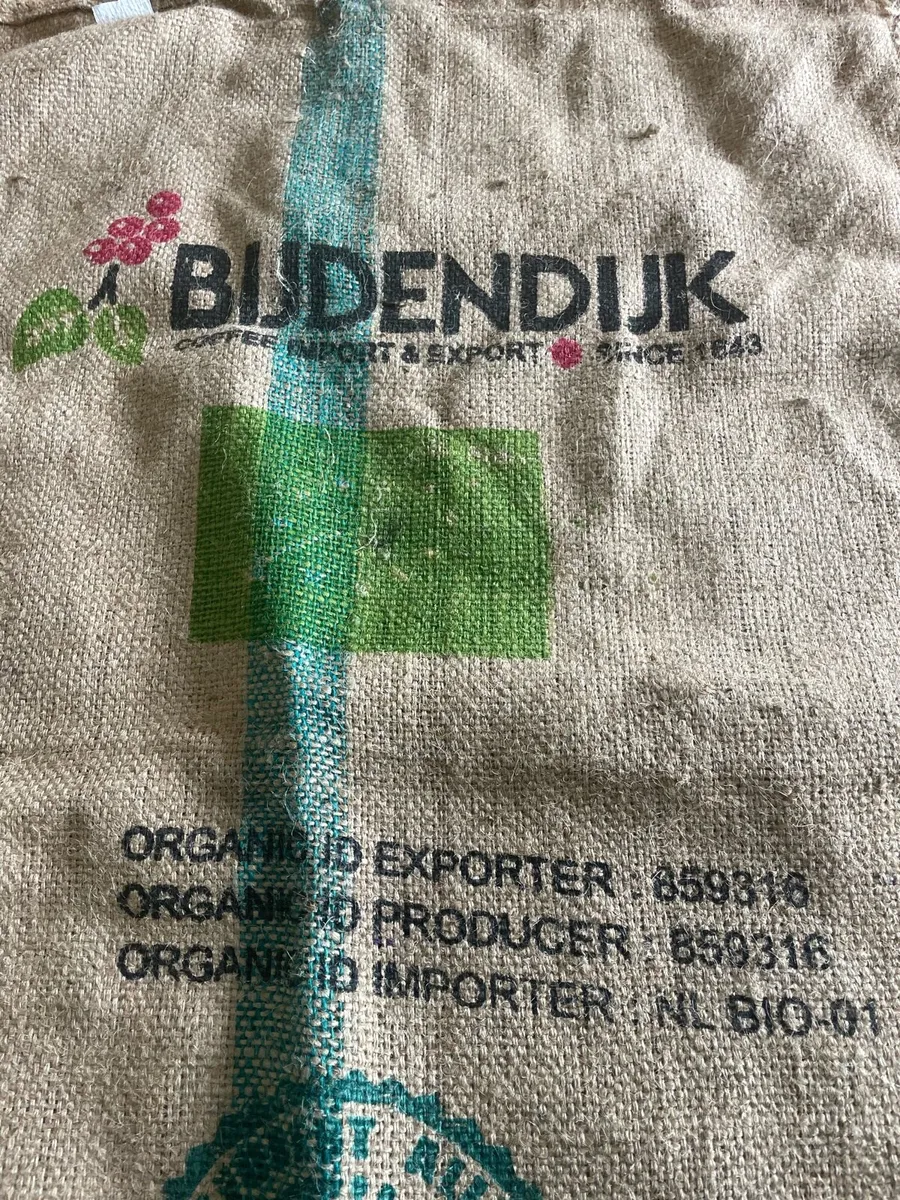 BIJDENDIJK
COFFEE IMPORT & EXPORT SINCE 1843
ORGANIC ID EXPORTER : 859316
ORGANIC ID PRODUCER : 859316
ORGANIC ID IMPORTER : NL BIO-01